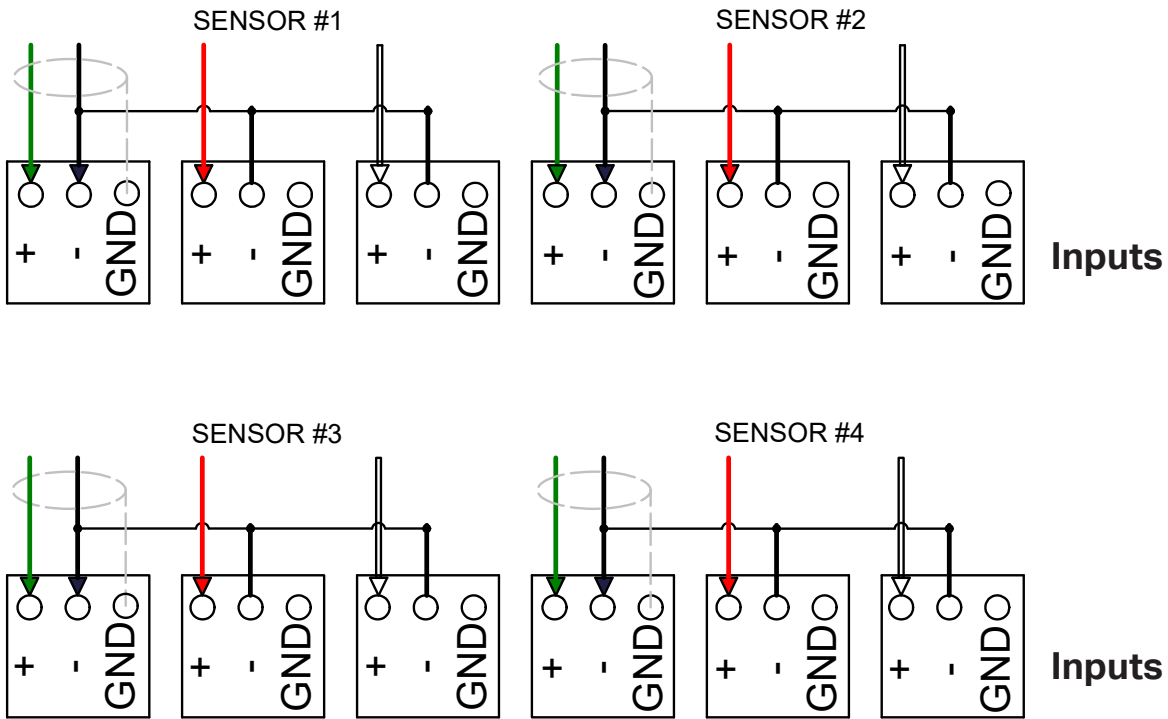 SENSOR #1
SENSOR #2
+ - GND
+ - GND
+ - GND
+ - GND
+ - GND
+ - GND
Inputs
SENSOR #3
SENSOR #4
+ - GND
+ - GND
+ - GND
+ - GND
+ - GND
+ - GND
Inputs